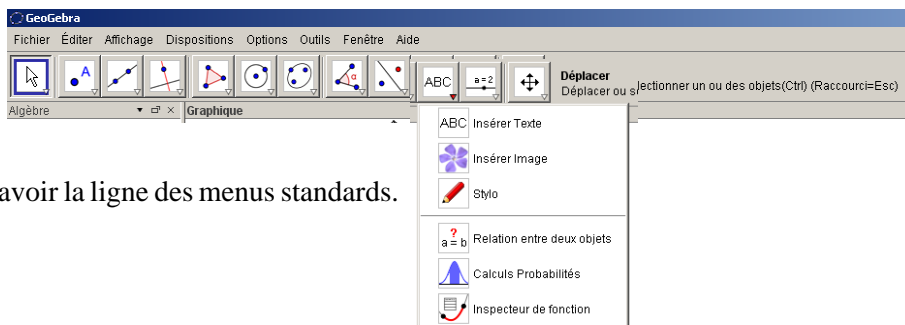 GeoGebra
Fichier Éditer Affichage Dispositions Options Outils Fenêtre Aide
A α ABC a=2 Déplacer
Déplacer ou s lectionner un ou des objets(Ctrl) (Raccourci=Esc)
Algèbre Graphique
ABC Insérer Texte
Insérer Image
Stylo
avoir la ligne des menus standards.
? a = b Relation entre deux objets
Calculs Probabilités
Inspecteur de fonction